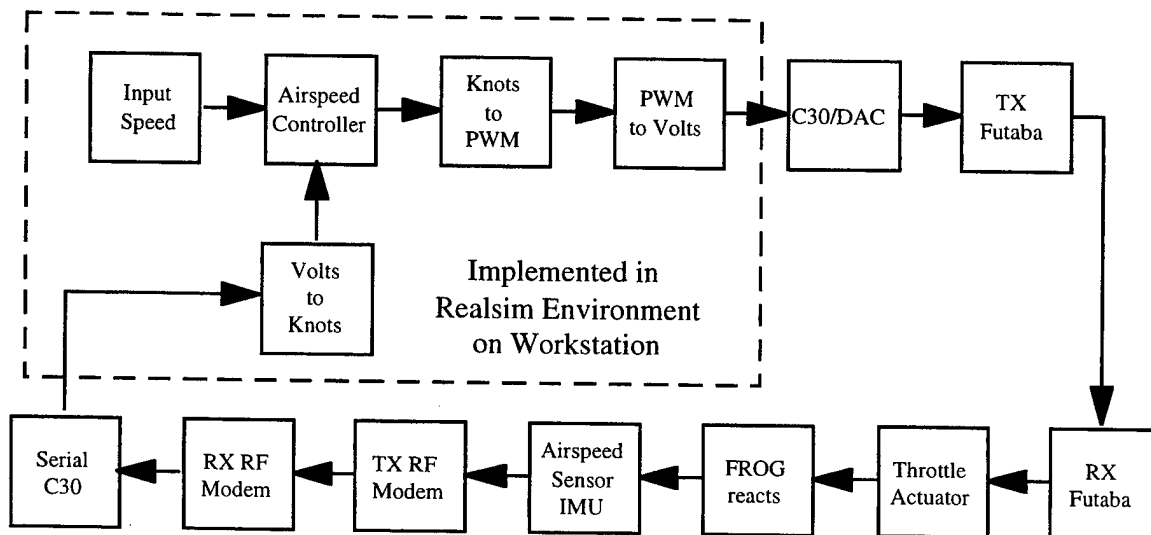 Input
Speed
Airspeed
Controller
Knots
to
PWM
PWM
to Volts
C30/DAC
TX
Futaba
Volts
to
Knots
Implemented in
Realsim Environment
on Workstation
Serial
C30
RX RF
Modem
TX RF
Modem
Airspeed
Sensor
IMU
FROG
reacts
Throttle
Actuator
RX
Futaba